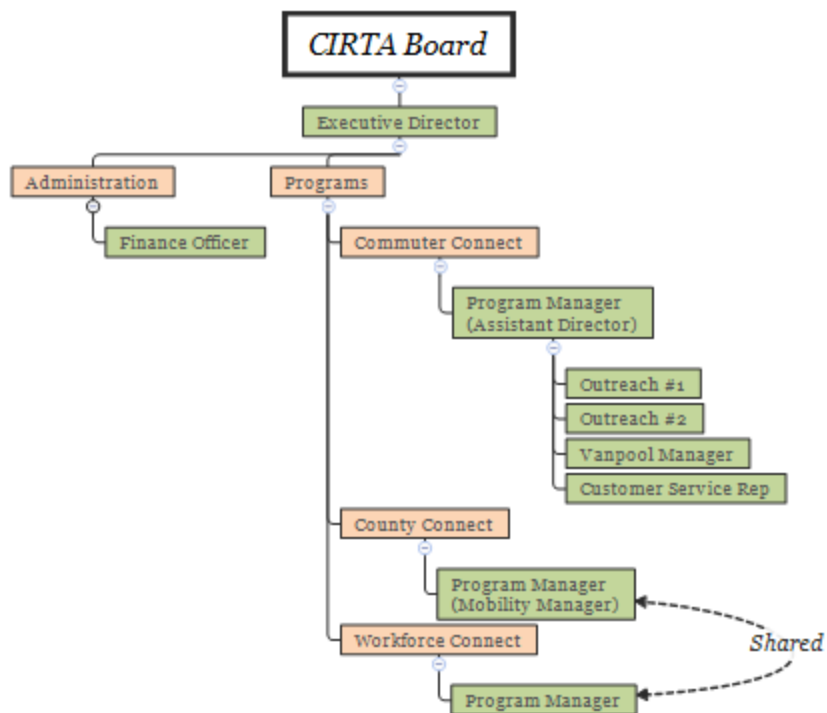 CIRTA Board
Executive Director
Administration
Programs
Finance Officer
Commuter Connect
Program Manager
(Assistant Director)
Outreach #1
Outreach #2
Vanpool Manager
Customer Service Rep
County Connect
Program Manager
(Mobility Manager)
Workforce Connect
Shared
Program Manager